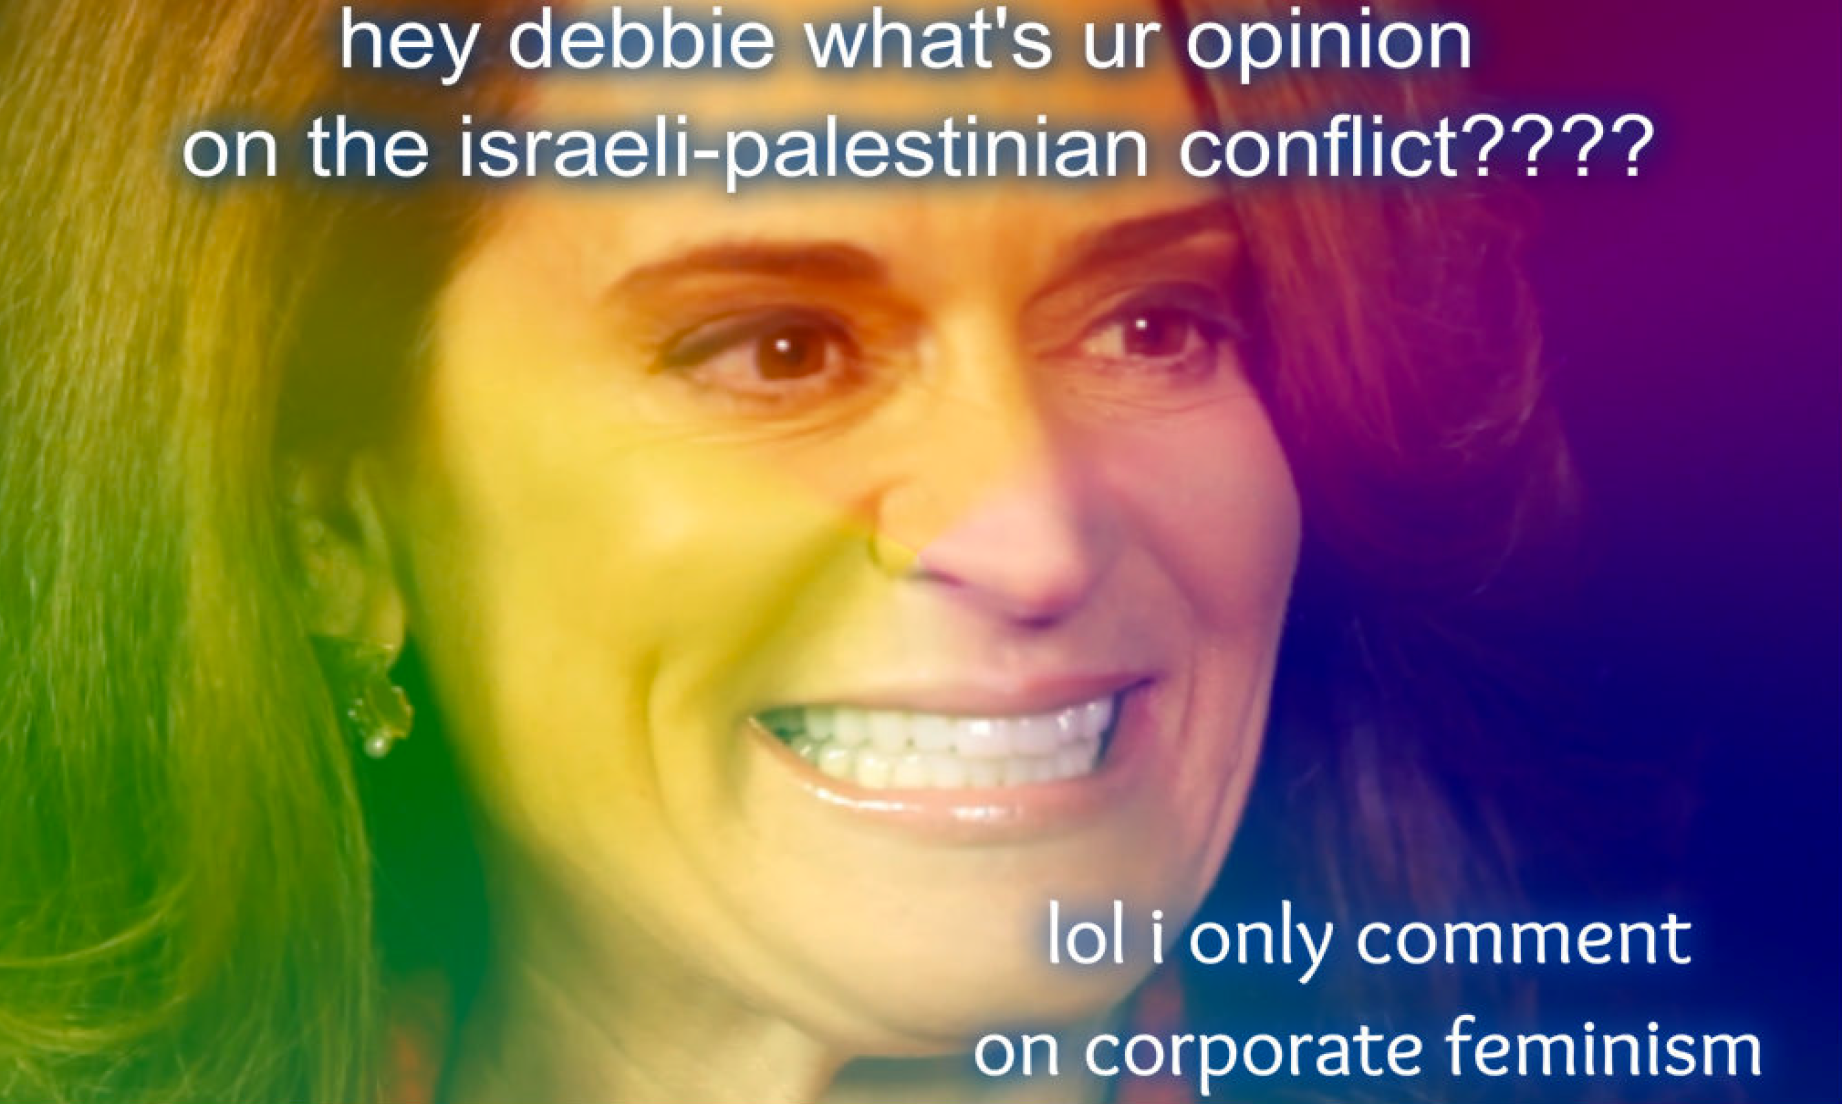 hey debbie what's ur opinion
on the israeli-palestinian conflict????
lol i only comment
on corporate feminism